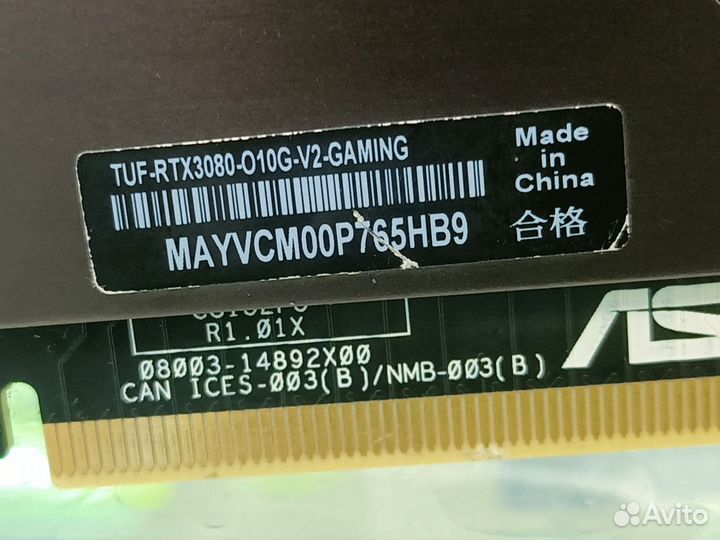 TUF-RTX3080-O10G-V2-GAMING
MAYVCM00P765HB9
Made
in
China
合格
R1.01X
08003-14892X00
CAN ICES-003(B)/NMB-003(B)
Avito